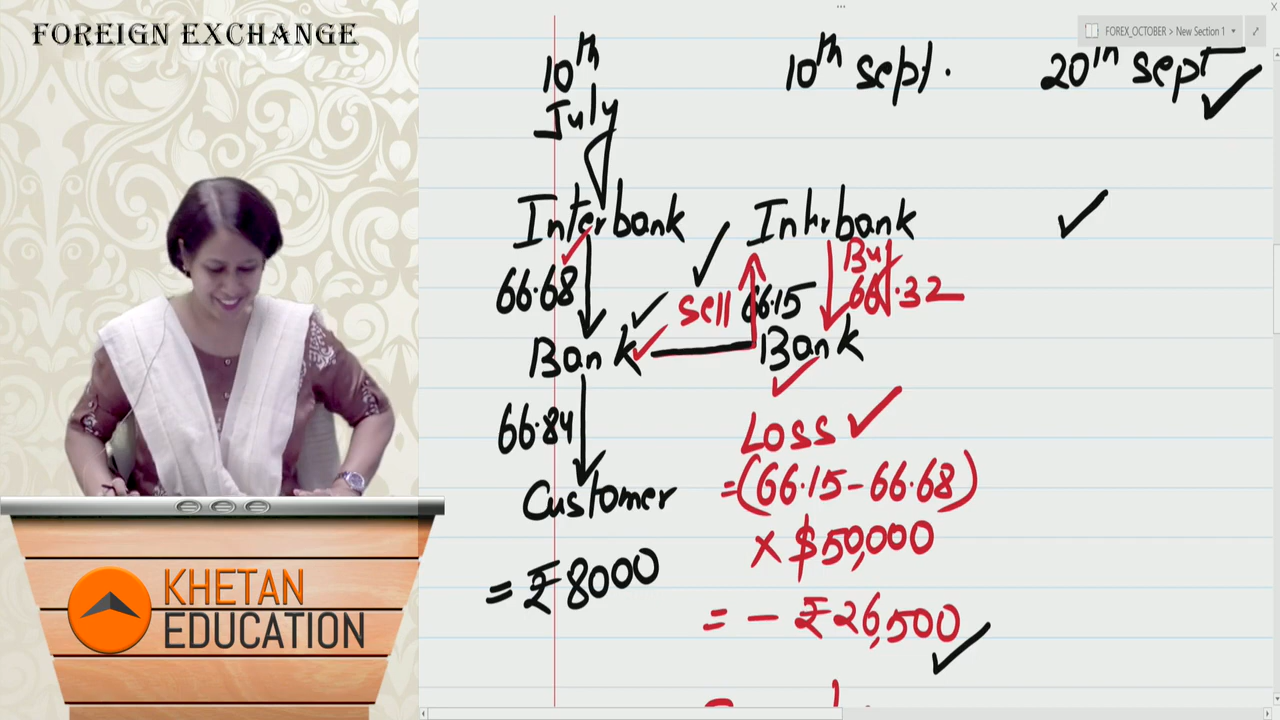 FOREIGN EXCHANGE
FOREX_OCTOBER > New Section 1
10th July
10th sept.
20th sept
Interbank
Interbank
66.68
sell
66.15
Buy
66.32
Bank
Bank
66.84
Loss
Customer
=(66.15-66.68)
× $50,000
= ₹8000
= - ₹26,500
=
KHETAN
EDUCATION